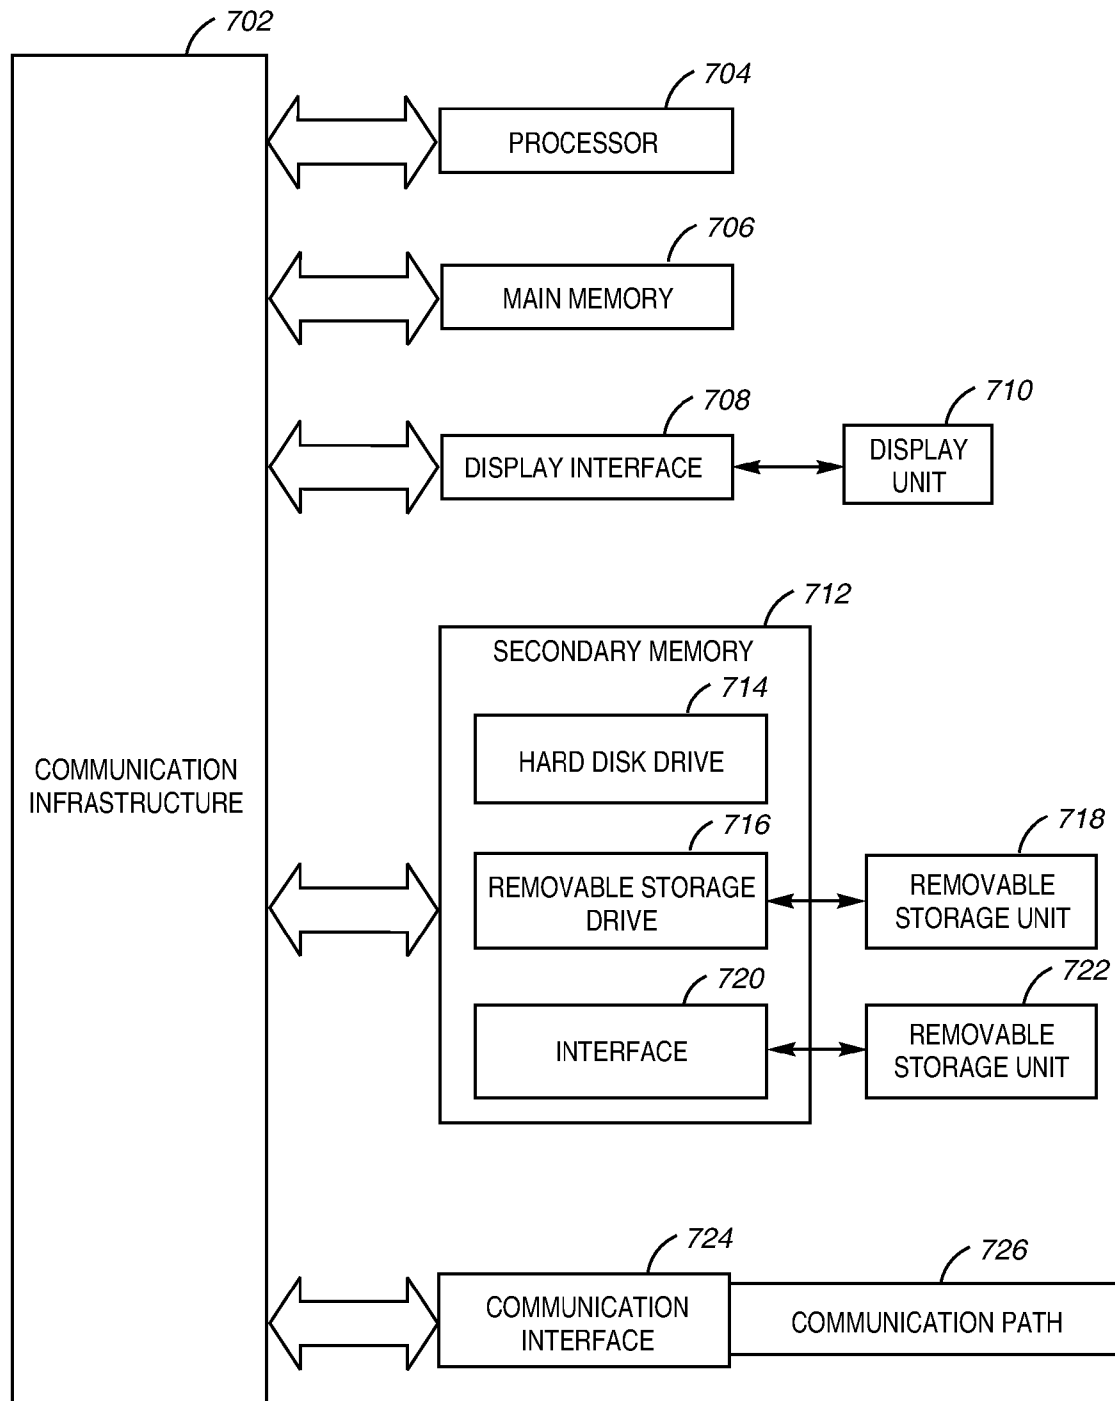 702
704
PROCESSOR
706
MAIN MEMORY
708
DISPLAY INTERFACE
710
DISPLAY
UNIT
712
SECONDARY MEMORY
714
HARD DISK DRIVE
COMMUNICATION
INFRASTRUCTURE
716
REMOVABLE STORAGE
DRIVE
718
REMOVABLE
STORAGE UNIT
720
INTERFACE
722
REMOVABLE
STORAGE UNIT
724
COMMUNICATION
INTERFACE
726
COMMUNICATION PATH